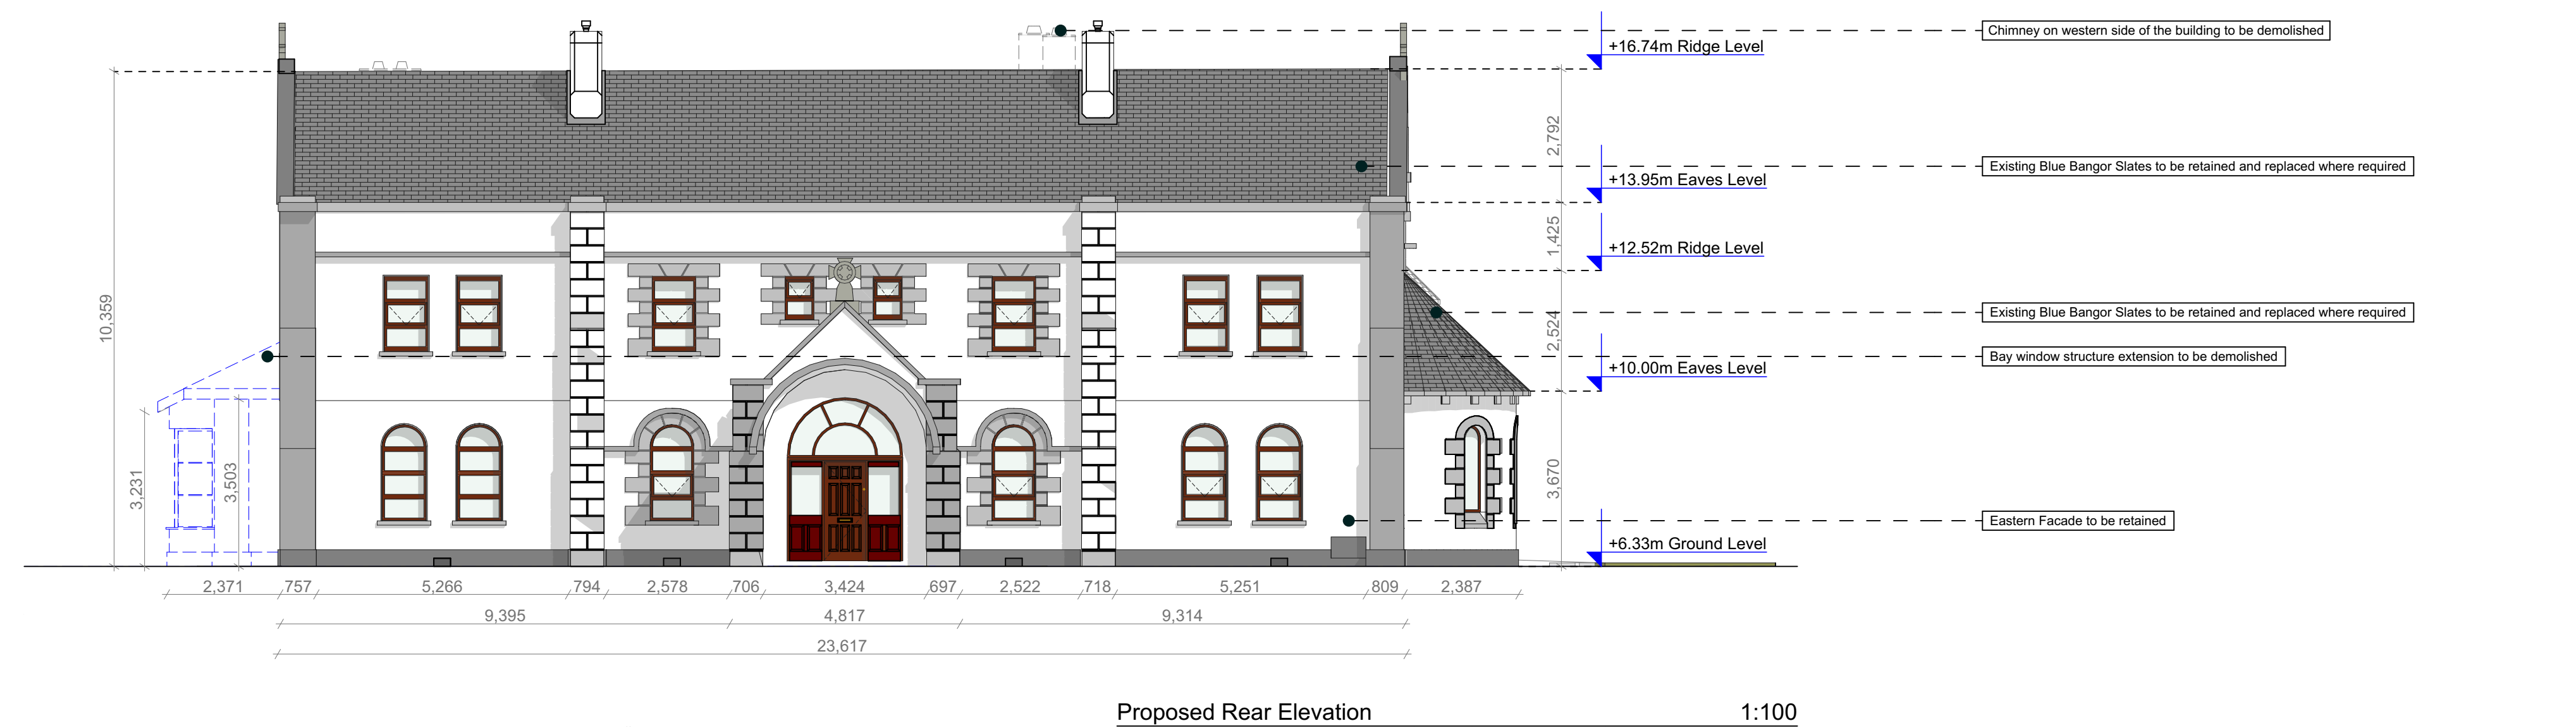 Chimney on western side of the building to be demolished
+16.74m Ridge Level
2,792
Existing Blue Bangor Slates to be retained and replaced where required
+13.95m Eaves Level
1,425
+12.52m Ridge Level
10,359
2,524
Existing Blue Bangor Slates to be retained and replaced where required
Bay window structure extension to be demolished
+10.00m Eaves Level
3,231
3,503
3,670
Eastern Facade to be retained
+6.33m Ground Level
2,371 757 5,266 794 2,578 706 3,424 697 2,522 718 5,251 809 2,387
9,395 4,817 9,314
23,617
Proposed Rear Elevation 1:100